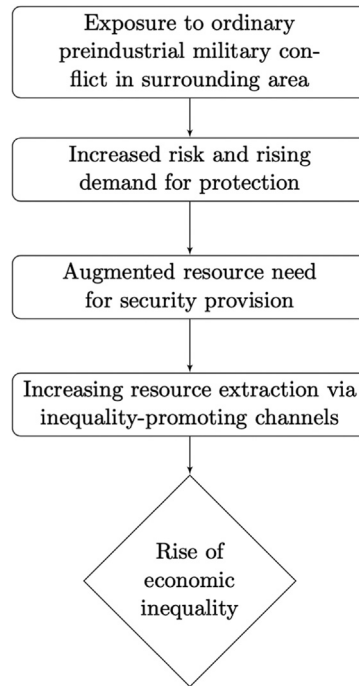 Exposure to ordinary
preindustrial military con-
flict in surrounding area
Increased risk and rising
demand for protection
Augmented resource need
for security provision
Increasing resource extraction via
inequality-promoting channels
Rise of
economic
inequality